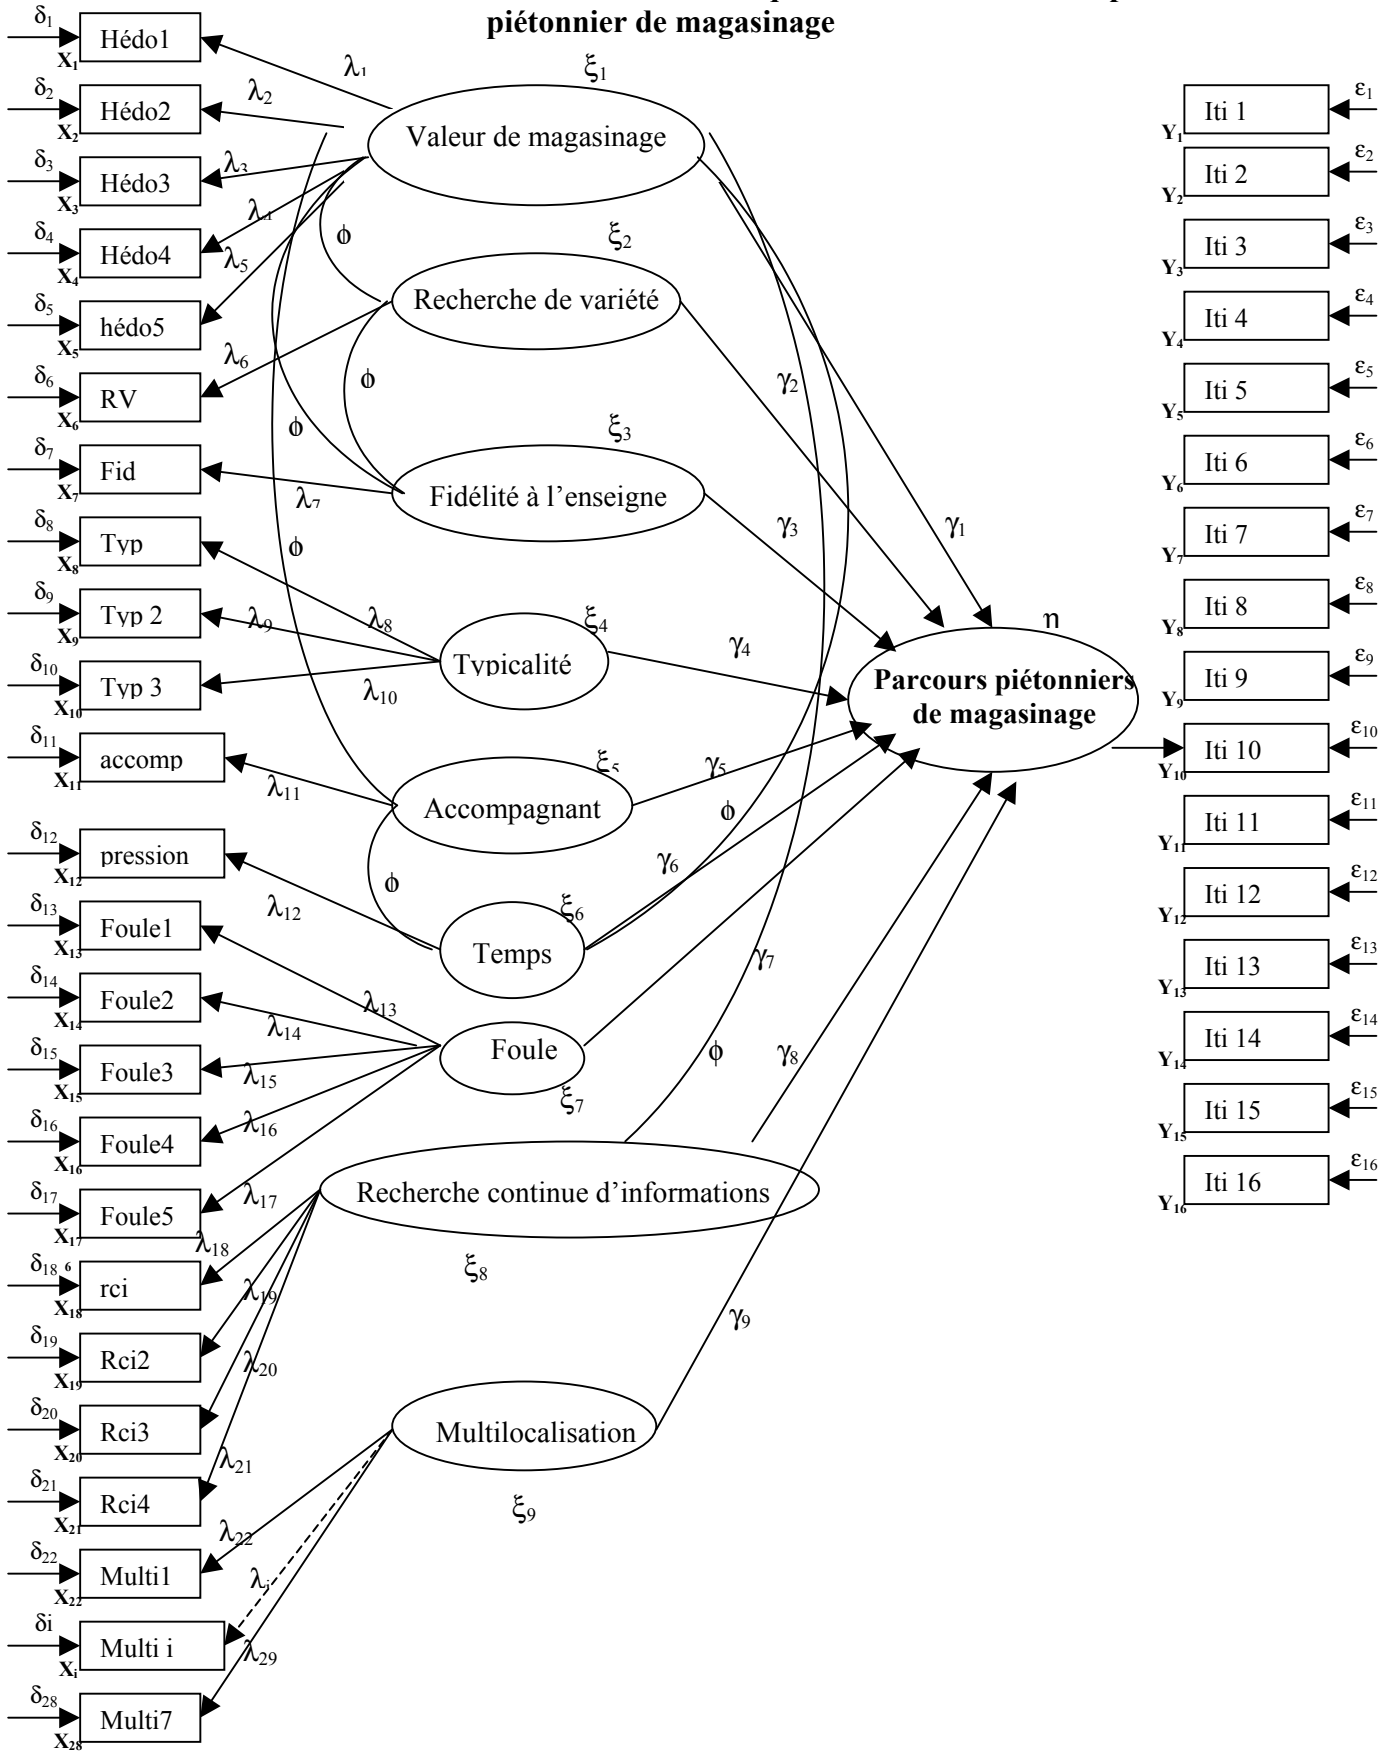 piétonnier de magasinage
δ1
X1
Hédo1
λ1
ξ1
δ2
X2
Hédo2
λ2
Valeur de magasinage
δ3
X3
Hédo3
λ3
δ4
X4
Hédo4
λ4
δ5
X5
hédo5
λ5
ϕ
ξ2
Recherche de variété
δ6
X6
RV
λ6
ϕ
γ2
δ7
X7
Fid
λ7
ϕ
ξ3
Fidélité à l’enseigne
γ3
γ1
δ8
X8
Typ
λ8
ϕ
δ9
X9
Typ 2
λ9
ξ4
Typicalité
γ4
δ10
X10
Typ 3
λ10
η
Parcours piétonniers
de magasinage
δ11
X11
accomp
λ11
ξ5
Accompagnant
γ5
ϕ
δ12
X12
pression
λ12
ϕ
ξ6
Temps
γ6
δ13
X13
Foule1
λ13
γ7
δ14
X14
Foule2
λ14
Foule
ξ7
ϕ
γ8
δ15
X15
Foule3
λ15
δ16
X16
Foule4
λ16
δ17
X17
Foule5
λ17
Recherche continue d’informations
ξ8
δ18 6
X18
rci
λ18
δ19
X19
Rci2
λ19
γ9
δ20
X20
Rci3
λ20
Multilocalisation
ξ9
δ21
X21
Rci4
λ21
δ22
X22
Multi1
λ22
δi
Xi
Multi i
λi
δ28
X28
Multi7
λ29
Y1
Iti 1
ε1
Y2
Iti 2
ε2
Y3
Iti 3
ε3
Y4
Iti 4
ε4
Y5
Iti 5
ε5
Y6
Iti 6
ε6
Y7
Iti 7
ε7
Y8
Iti 8
ε8
Y9
Iti 9
ε9
Y10
Iti 10
ε10
Y11
Iti 11
ε11
Y12
Iti 12
ε12
Y13
Iti 13
ε13
Y14
Iti 14
ε14
Y15
Iti 15
ε15
Y16
Iti 16
ε16